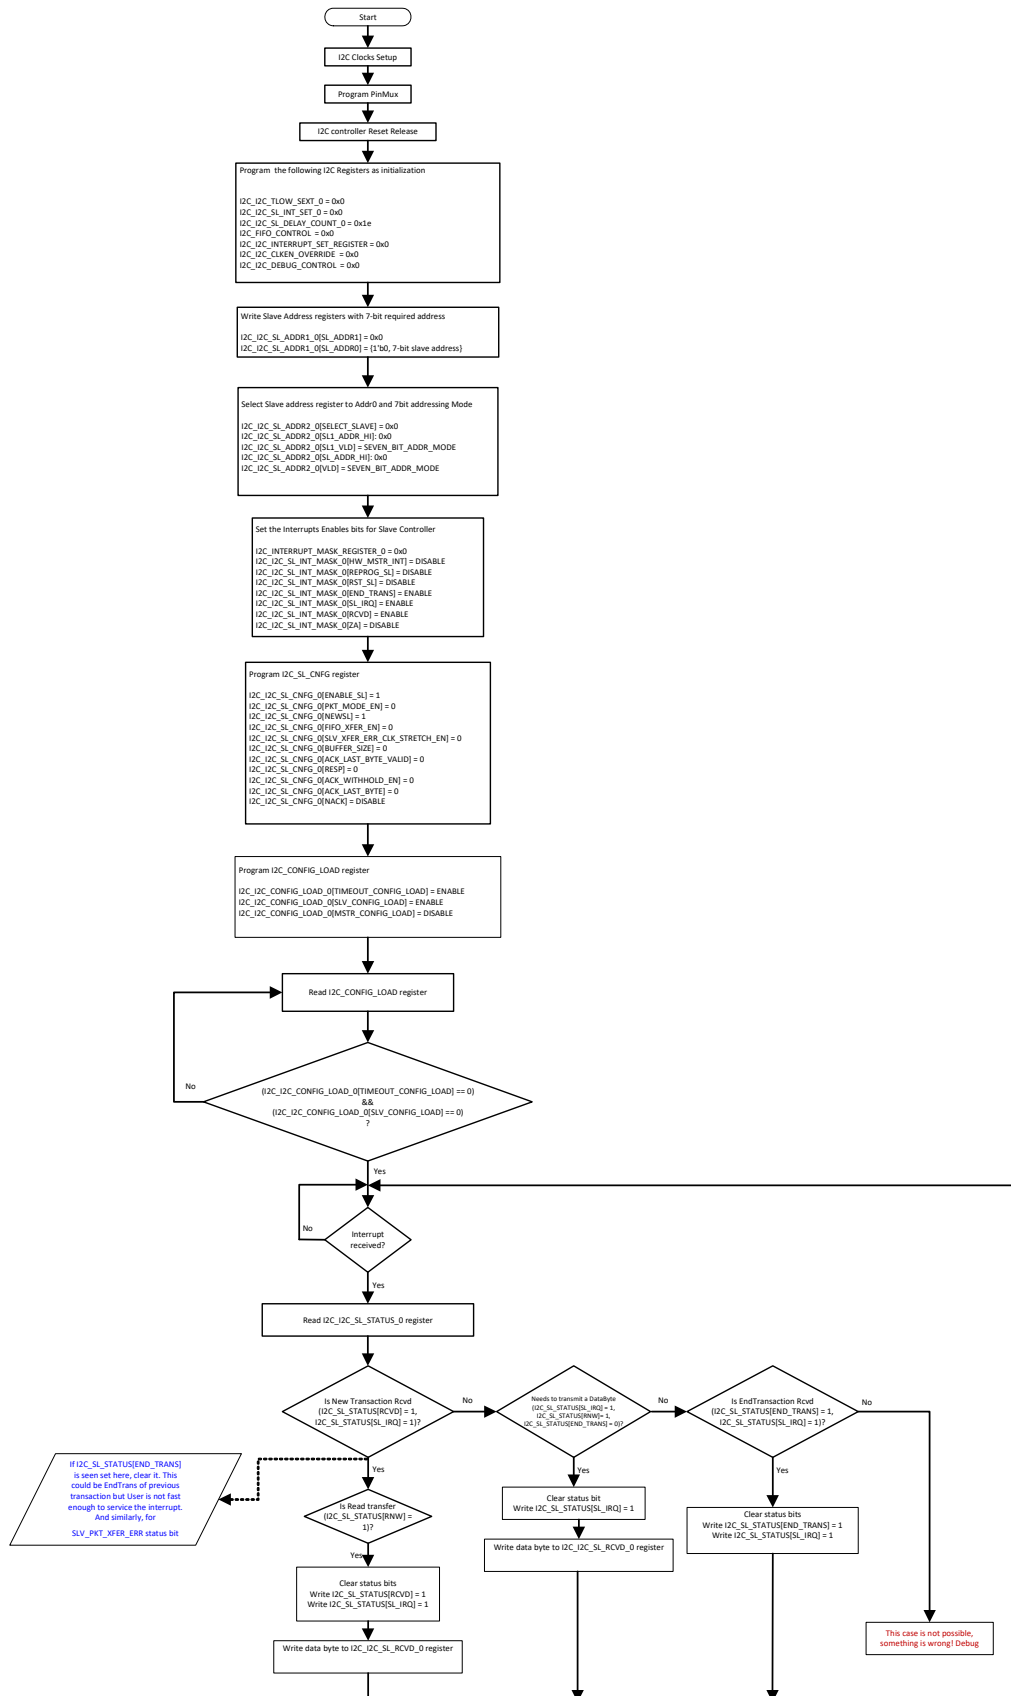 Start
I2C Clocks Setup
Program PinMux
I2C controller Reset Release
Program the following I2C Registers as initialization
I2C_I2C_TLOW_SEXT_0 = 0x0
I2C_I2C_SL_INT_SET_0 = 0x0
I2C_I2C_SL_DELAY_COUNT_0 = 0x1e
I2C_FIFO_CONTROL = 0x0
I2C_I2C_INTERRUPT_SET_REGISTER = 0x0
I2C_I2C_CLKEN_OVERRIDE = 0x0
I2C_I2C_DEBUG_CONTROL = 0x0
Write Slave Address registers with 7-bit required address
I2C_I2C_SL_ADDR1_0[SL_ADDR1] = 0x0
I2C_I2C_SL_ADDR1_0[SL_ADDR0] = {1'b0, 7-bit slave address}
Select Slave address register to Addr0 and 7bit addressing Mode
I2C_I2C_SL_ADDR2_0[SELECT_SLAVE] = 0x0
I2C_I2C_SL_ADDR2_0[SL1_ADDR_HI]: 0x0
I2C_I2C_SL_ADDR2_0[SL1_VLD] = SEVEN_BIT_ADDR_MODE
I2C_I2C_SL_ADDR2_0[SL_ADDR_HI]: 0x0
I2C_I2C_SL_ADDR2_0[VLD] = SEVEN_BIT_ADDR_MODE
Set the Interrupts Enables bits for Slave Controller
I2C_INTERRUPT_MASK_REGISTER_0 = 0x0
I2C_I2C_SL_INT_MASK_0[HW_MSTR_INT] = DISABLE
I2C_I2C_SL_INT_MASK_0[REPROG_SL] = DISABLE
I2C_I2C_SL_INT_MASK_0[RST_SL] = DISABLE
I2C_I2C_SL_INT_MASK_0[END_TRANS] = ENABLE
I2C_I2C_SL_INT_MASK_0[SL_IRQ] = ENABLE
I2C_I2C_SL_INT_MASK_0[RCVD] = ENABLE
I2C_I2C_SL_INT_MASK_0[ZA] = DISABLE
Program I2C_SL_CNFG register
I2C_I2C_SL_CNFG_0[ENABLE_SL] = 1
I2C_I2C_SL_CNFG_0[PKT_MODE_EN] = 0
I2C_I2C_SL_CNFG_0[NEWSL] = 1
I2C_I2C_SL_CNFG_0[FIFO_XFER_EN] = 0
I2C_I2C_SL_CNFG_0[SLV_XFER_ERR_CLK_STRETCH_EN] = 0
I2C_I2C_SL_CNFG_0[BUFFER_SIZE] = 0
I2C_I2C_SL_CNFG_0[ACK_LAST_BYTE_VALID] = 0
I2C_I2C_SL_CNFG_0[RESP] = 0
I2C_I2C_SL_CNFG_0[ACK_WITHHOLD_EN] = 0
I2C_I2C_SL_CNFG_0[ACK_LAST_BYTE] = 0
I2C_I2C_SL_CNFG_0[NACK] = DISABLE
Program I2C_CONFIG_LOAD register
I2C_I2C_CONFIG_LOAD_0[TIMEOUT_CONFIG_LOAD] = ENABLE
I2C_I2C_CONFIG_LOAD_0[SLV_CONFIG_LOAD] = ENABLE
I2C_I2C_CONFIG_LOAD_0[MSTR_CONFIG_LOAD] = DISABLE
Read I2C_CONFIG_LOAD register
No
(I2C_I2C_CONFIG_LOAD_0[TIMEOUT_CONFIG_LOAD] == 0)
&&
(I2C_I2C_CONFIG_LOAD_0[SLV_CONFIG_LOAD] == 0)
?
Yes
No
Interrupt
received?
Yes
Read I2C_I2C_SL_STATUS_0 register
Is New Transaction Rcvd
(I2C_SL_STATUS[RCVD] = 1,
I2C_SL_STATUS[SL_IRQ] = 1)?
No
Needs to transmit a DataByte
(I2C_SL_STATUS[SL_IRQ] = 1,
I2C_SL_STATUS[RNW]= 1,
I2C_SL_STATUS[END_TRANS] = 0)?
No
Is EndTransaction Rcvd
(I2C_SL_STATUS[END_TRANS] = 1,
I2C_SL_STATUS[SL_IRQ] = 1)?
No
If I2C_SL_STATUS[END_TRANS]
is seen set here, clear it. This
could be EndTrans of previous
transaction but User is not fast
enough to service the interrupt.
And similarly, for
SLV_PKT_XFER_ERR status bit
Yes
Is Read transfer
(I2C_SL_STATUS[RNW] =
1)?
Yes
Clear status bits
Write I2C_SL_STATUS[RCVD] = 1
Write I2C_SL_STATUS[SL_IRQ] = 1
Write data byte to I2C_I2C_SL_RCVD_0 register
Yes
Clear status bit
Write I2C_SL_STATUS[SL_IRQ] = 1
Write data byte to I2C_I2C_SL_RCVD_0 register
Yes
Clear status bits
Write I2C_SL_STATUS[END_TRANS] = 1
Write I2C_SL_STATUS[SL_IRQ] = 1
This case is not possible,
something is wrong! Debug